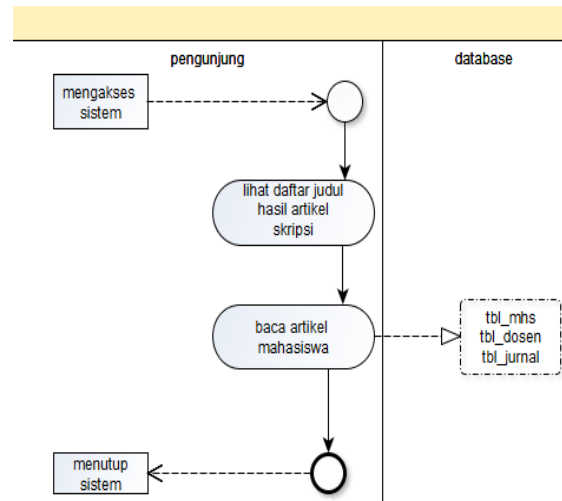 pengunjung
database
mengakses
sistem
lihat daftar judul
hasil artikel
skripsi
baca artikel
mahasiswa
tbl_mhs
tbl_dosen
tbl_jurnal
menutup
sistem